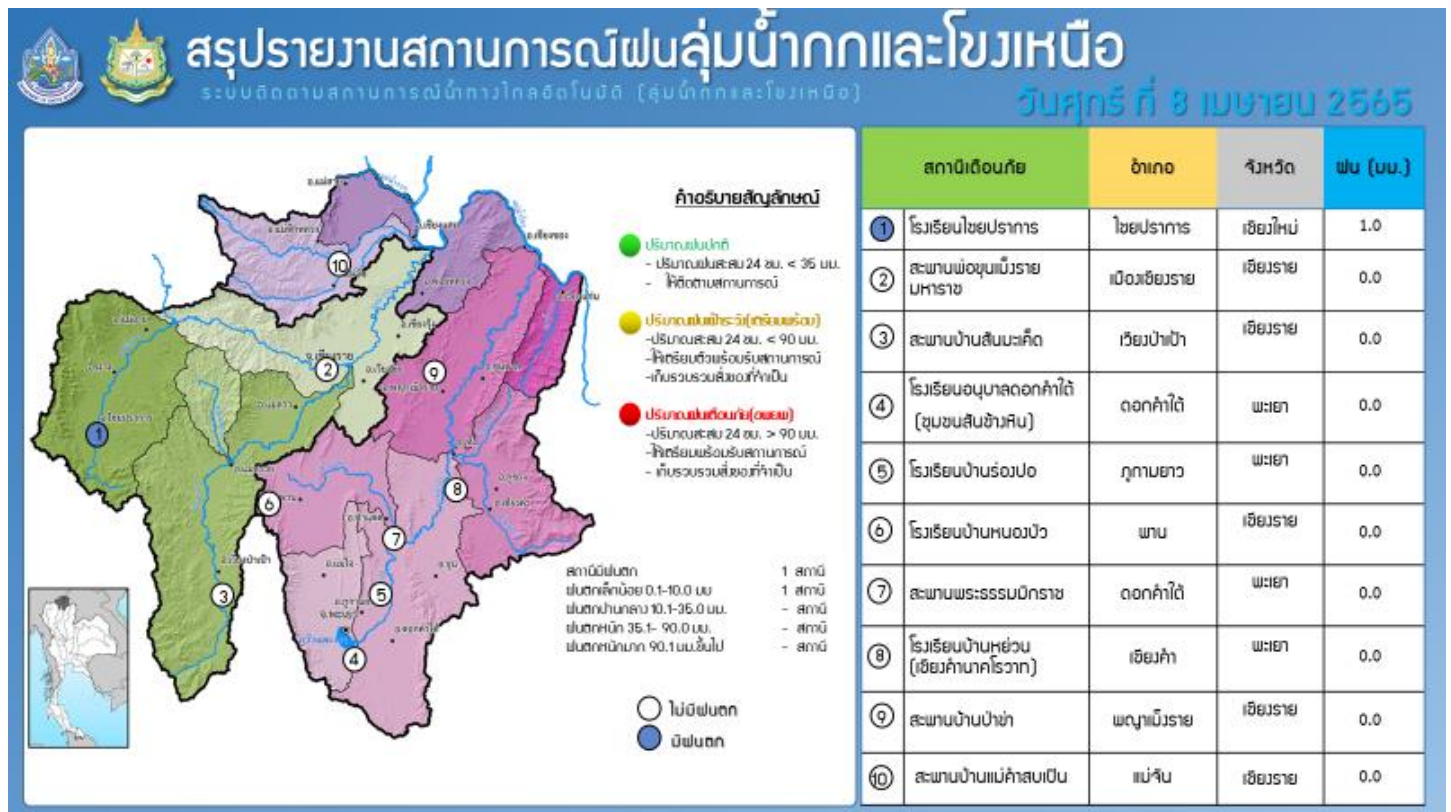 สรุปรายงานสถานการณ์ฝนลุ่มน้ำกกและโขงเหนือ
ระบบติดตามสถานการณ์น้ำทางไกลอัตโนมัติ (ลุ่มน้ำกกและโขงเหนือ)
วันศุกร์ ที่ 8 เมษายน 2565
คำอธิบายสัญลักษณ์
ปริมาณฝนปกติ
- ปริมาณฝนสะสม 24 ชม. < 35 มม.
- ให้ติดตามสถานการณ์
ปริมาณฝนเฝ้าระวัง(เตรียมพร้อม)
-ปริมาณสะสม 24 ชม. < 90 มม.
-ให้เตรียมตัวพร้อมรับสถานการณ์
-เก็บรวบรวมสิ่งของที่จำเป็น
ปริมาณฝนเตือนภัย(อพยพ)
-ปริมาณสะสม 24 ชม. > 90 มม.
-ให้เตรียมพร้อมรับสถานการณ์
- เก็บรวบรวมสิ่งของที่จำเป็น
สถานีมีฝนตก 1 สถานี
ฝนตกเล็กน้อย 0.1-10.0 มม 1 สถานี
ฝนตกปานกลาง 10.1-35.0 มม. - สถานี
ฝนตกหนัก 35.1- 90.0 มม. - สถานี
ฝนตกหนักมาก 90.1 มม.ขึ้นไป - สถานี
ไม่มีฝนตก
มีฝนตก
อ.เชียงแสน
อ.เชียงของ
10
2
9
อ.ไชยปราการ
1
8
6
7
5
3
4
อ.จุน
สถานีเตือนภัย อำเภอ จังหวัด ฝน (มม.)
1 โรงเรียนไชยปราการ ไชยปราการ เชียงใหม่ 1.0
2 สะพานพ่อขุนเม็งราย
มหาราช เมืองเชียงราย เชียงราย 0.0
3 สะพานบ้านสันมะเค็ด เวียงป่าเป้า เชียงราย 0.0
4 โรงเรียนอนุบาลดอกคำใต้
(ชุมชนสันช้างหิน) ดอกคำใต้ พะเยา 0.0
5 โรงเรียนบ้านร่องปอ ภูกามยาว พะเยา 0.0
6 โรงเรียนบ้านหนองบัว พาน เชียงราย 0.0
7 สะพานพระธรรมมิกราช ดอกคำใต้ พะเยา 0.0
8 โรงเรียนบ้านหย่วน
(เชียงคำนาคโรวาท) เชียงคำ พะเยา 0.0
9 สะพานบ้านป่าข่า พญาเม็งราย เชียงราย 0.0
10 สะพานบ้านแม่คำสบเปิน แม่จัน เชียงราย 0.0